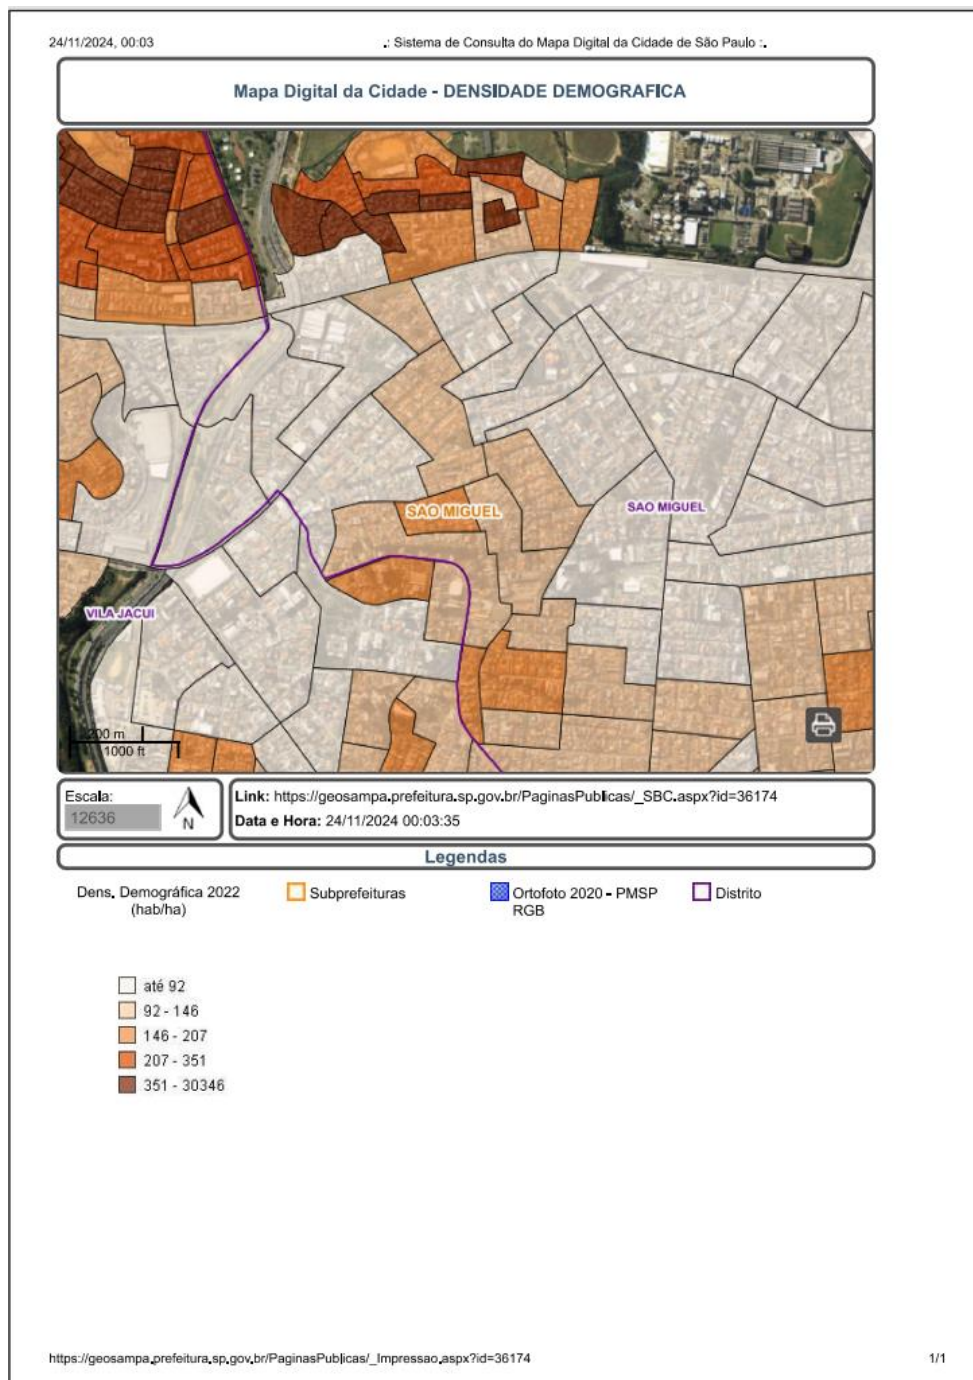 24/11/2024, 00:03
.: Sistema de Consulta do Mapa Digital da Cidade de São Paulo :.
Mapa Digital da Cidade - DENSIDADE DEMOGRAFICA
SAO MIGUEL
SAO MIGUEL
VILA JACUI
200 m
1000 ft
Escala:
12636
N
Link: https://geosampa.prefeitura.sp.gov.br/PaginasPublicas/_SBC.aspx?id=36174
Data e Hora: 24/11/2024 00:03:35
Legendas
Dens. Demográfica 2022
(hab/ha)
Subprefeituras
Ortofoto 2020 - PMSP
RGB
Distrito
até 92
92 - 146
146 - 207
207 - 351
351 - 30346
https://geosampa.prefeitura.sp.gov.br/PaginasPublicas/_Impressao.aspx?id=36174
1/1